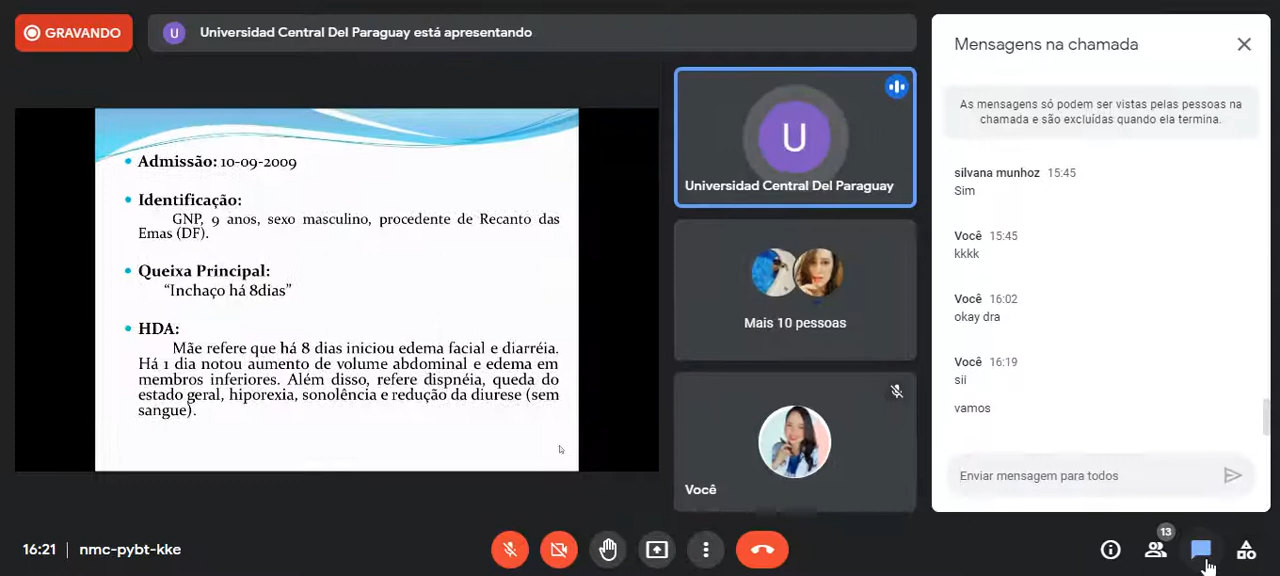 GRAVANDO
U
Universidad Central Del Paraguay está apresentando
• Admissão: 10-09-2009
• Identificação:
GNP, 9 anos, sexo masculino, procedente de Recanto das
Emas (DF).
• Queixa Principal:
“Inchaço há 8dias”
• HDA:
Mãe refere que há 8 dias iniciou edema facial e diarréia.
Há 1 dia notou aumento de volume abdominal e edema em
membros inferiores. Além disso, refere dispnéia, queda do
estado geral, hiporexia, sonolência e redução da diurese (sem
sangue).
U
Universidad Central Del Paraguay
Mais 10 pessoas
Você
Mensagens na chamada
As mensagens só podem ser vistas pelas pessoas na
chamada e são excluídas quando ela termina.
silvana munhoz 15:45
Sim
Você 15:45
kkkk
Você 16:02
okay dra
Você 16:19
sii
vamos
Enviar mensagem para todos
16:21 | nmc-pybt-kke
13